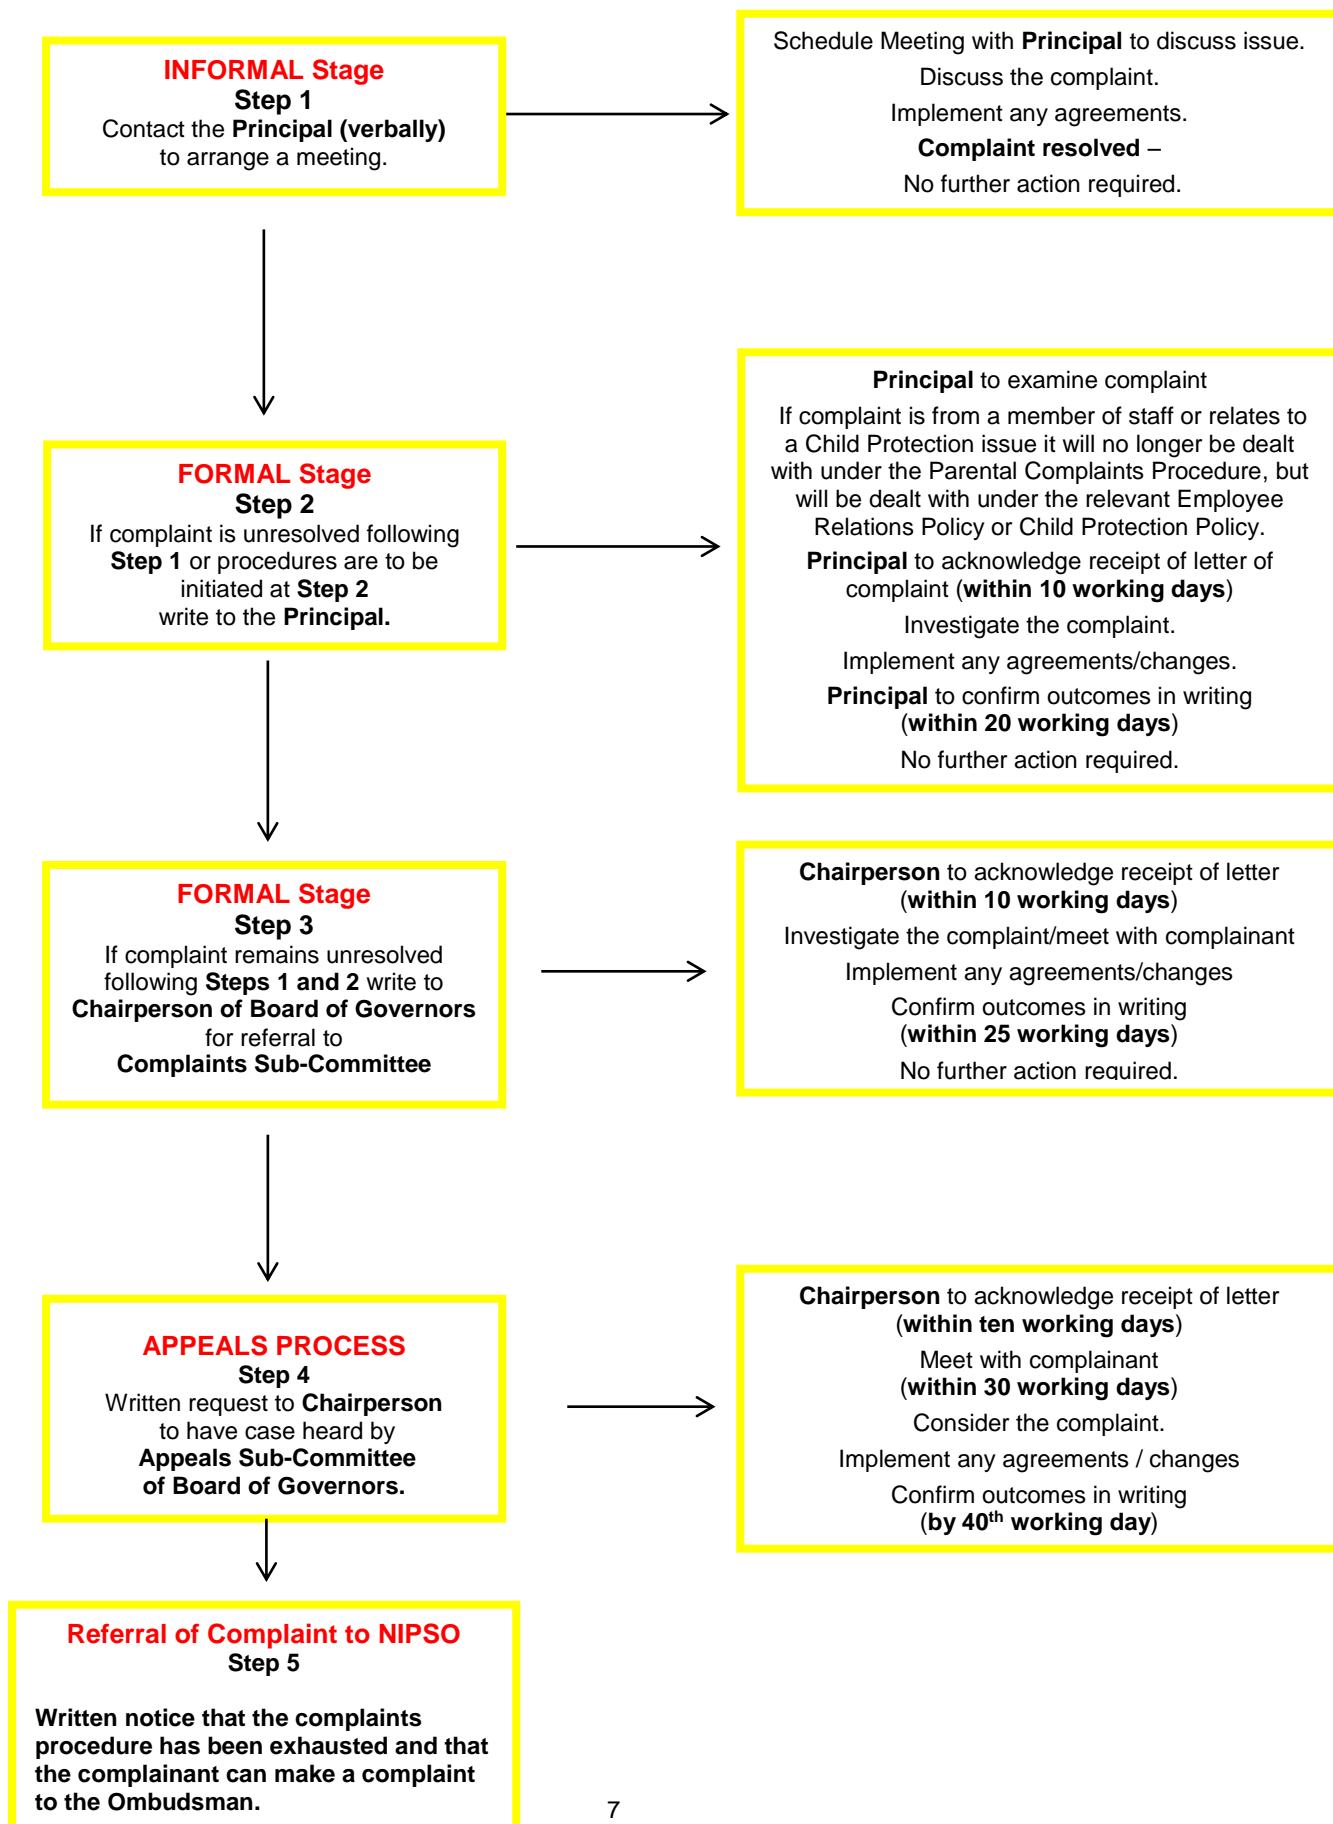 INFORMAL Stage
Step 1
Contact the Principal (verbally)
to arrange a meeting.
Schedule Meeting with Principal to discuss issue.
Discuss the complaint.
Implement any agreements.
Complaint resolved –
No further action required.
FORMAL Stage
Step 2
If complaint is unresolved following
Step 1 or procedures are to be
initiated at Step 2
write to the Principal.
Principal to examine complaint
If complaint is from a member of staff or relates to
a Child Protection issue it will no longer be dealt
with under the Parental Complaints Procedure, but
will be dealt with under the relevant Employee
Relations Policy or Child Protection Policy.
Principal to acknowledge receipt of letter of
complaint (within 10 working days)
Investigate the complaint.
Implement any agreements/changes.
Principal to confirm outcomes in writing
(within 20 working days)
No further action required.
FORMAL Stage
Step 3
If complaint remains unresolved
following Steps 1 and 2 write to
Chairperson of Board of Governors
for referral to
Complaints Sub-Committee
Chairperson to acknowledge receipt of letter
(within 10 working days)
Investigate the complaint/meet with complainant
Implement any agreements/changes
Confirm outcomes in writing
(within 25 working days)
No further action required.
APPEALS PROCESS
Step 4
Written request to Chairperson
to have case heard by
Appeals Sub-Committee
of Board of Governors.
Chairperson to acknowledge receipt of letter
(within ten working days)
Meet with complainant
(within 30 working days)
Consider the complaint.
Implement any agreements / changes
Confirm outcomes in writing
(by 40th working day)
Referral of Complaint to NIPSO
Step 5
Written notice that the complaints
procedure has been exhausted and that
the complainant can make a complaint
to the Ombudsman.
7